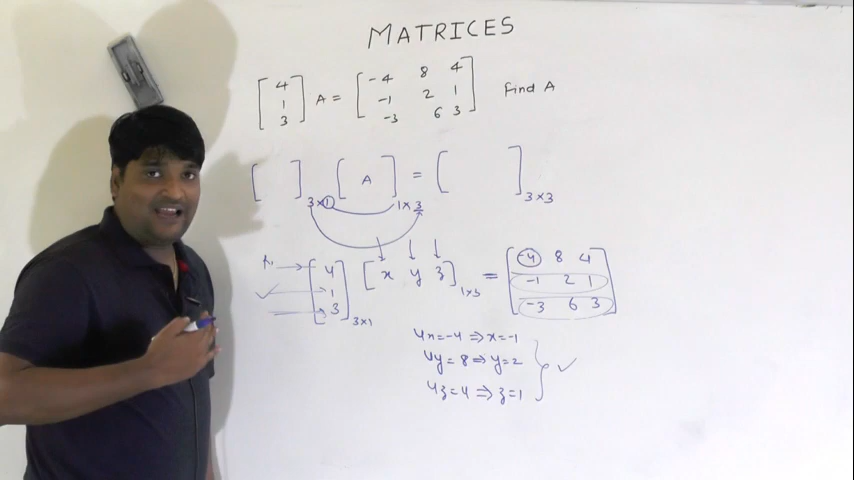 MATRICES
[4 1 3] A = [-4 8 4 -1 2 1 -3 6 3] Find A
[ ] 3×1 [ A ] 1×3 = [ ] 3×3
R₁ → [4 1 3] 3×1 [x y z] 1×3 = [-4 8 4 -1 2 1 -3 6 3]
4x=-4 ⇒ x=-1
4y=8 ⇒ y=2
4z=4 ⇒ z=1